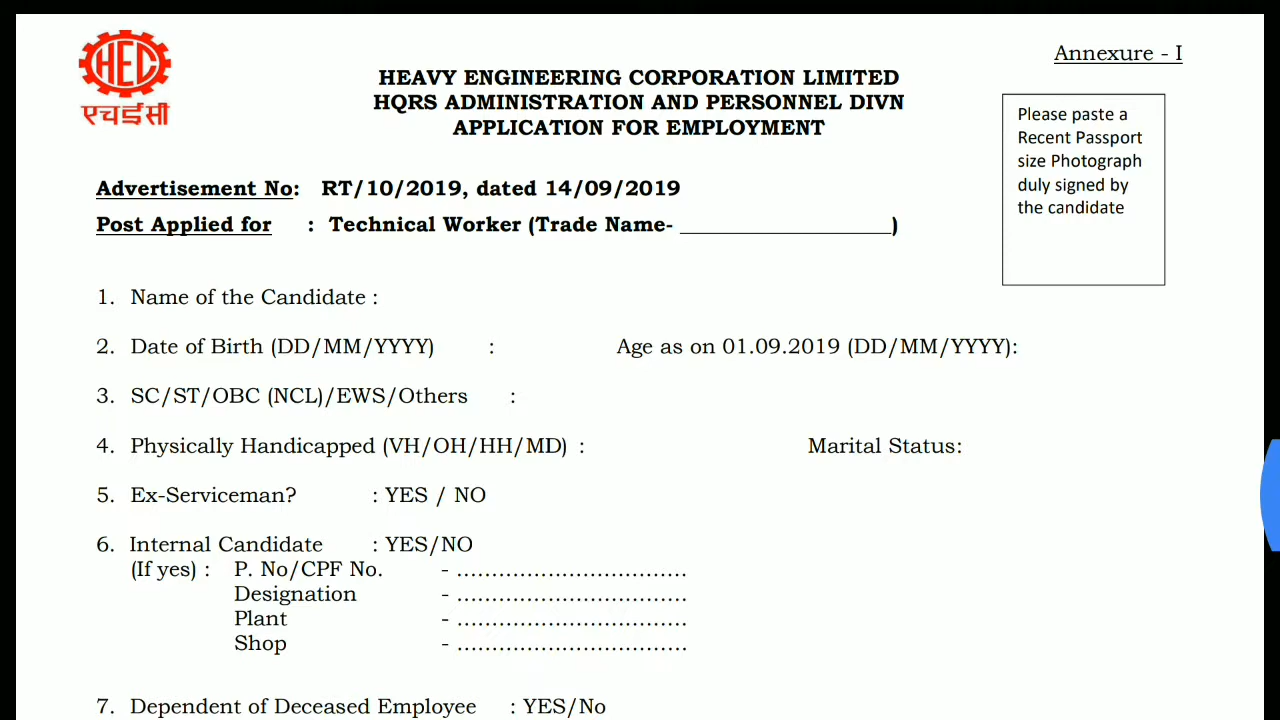 HEC
एचईसी
Annexure - I
HEAVY ENGINEERING CORPORATION LIMITED
HQRS ADMINISTRATION AND PERSONNEL DIVN
APPLICATION FOR EMPLOYMENT
Please paste a
Recent Passport
size Photograph
duly signed by
the candidate
Advertisement No: RT/10/2019, dated 14/09/2019
Post Applied for : Technical Worker (Trade Name- ___________________)
1. Name of the Candidate :
2. Date of Birth (DD/MM/YYYY) : Age as on 01.09.2019 (DD/MM/YYYY):
3. SC/ST/OBC (NCL)/EWS/Others :
4. Physically Handicapped (VH/OH/HH/MD) : Marital Status:
5. Ex-Serviceman? : YES / NO
6. Internal Candidate : YES/NO
(If yes) : P. No/CPF No. - .................................
Designation - .................................
Plant - .................................
Shop - .................................
7. Dependent of Deceased Employee : YES/No